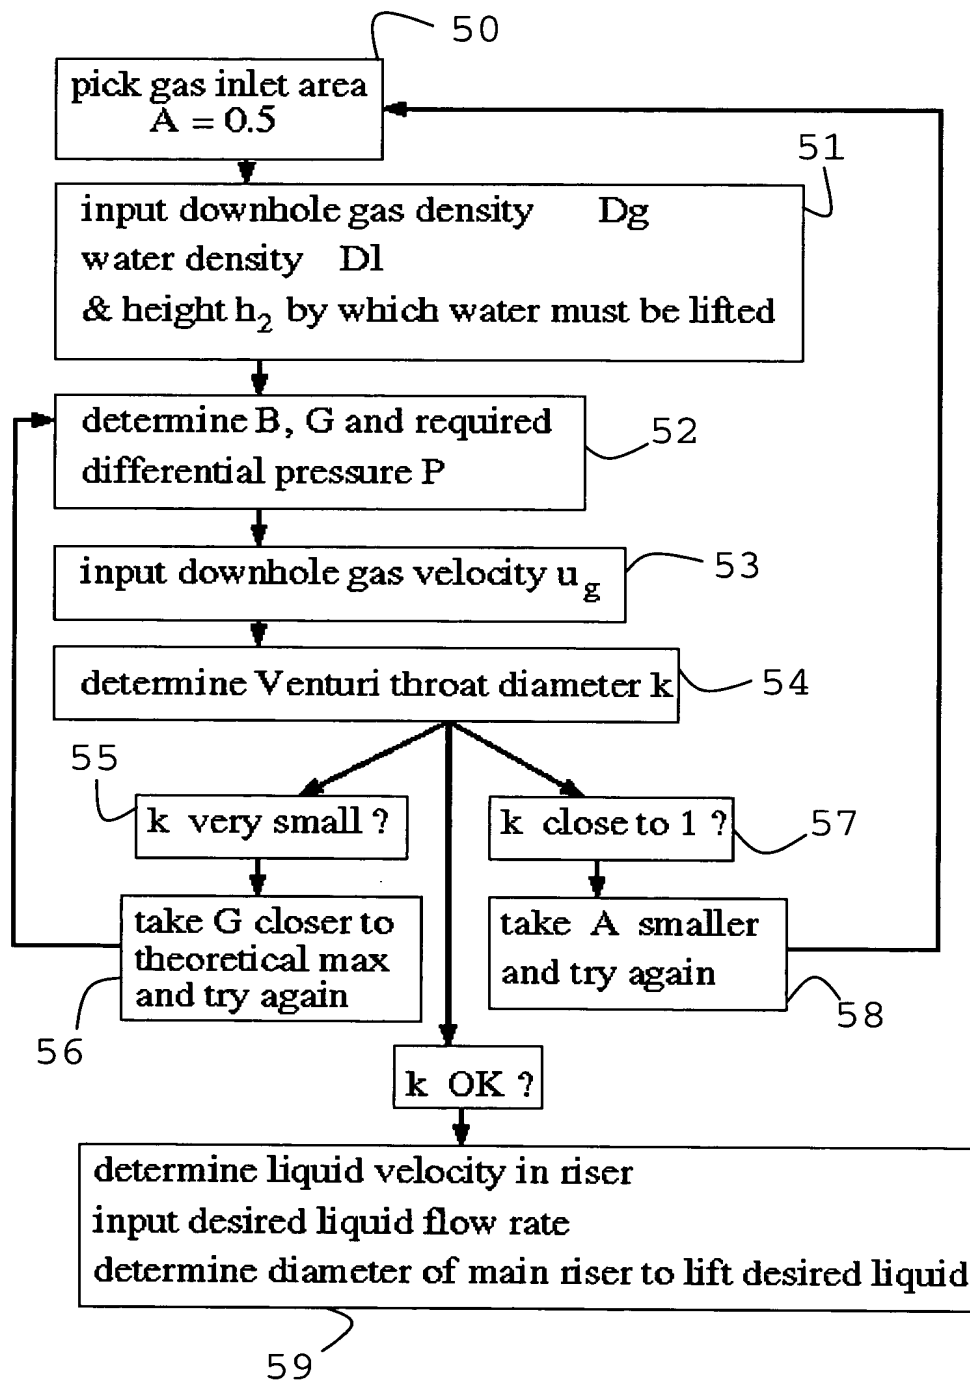 50
pick gas inlet area
A = 0.5
51
input downhole gas density Dg
water density Dl
& height h2 by which water must be lifted
determine B, G and required
differential pressure P
52
input downhole gas velocity ug
53
determine Venturi throat diameter k
54
55
k very small ?
k close to 1 ?
57
take G closer to
theoretical max
and try again
56
take A smaller
and try again
58
k OK ?
determine liquid velocity in riser
input desired liquid flow rate
determine diameter of main riser to lift desired liquid
59